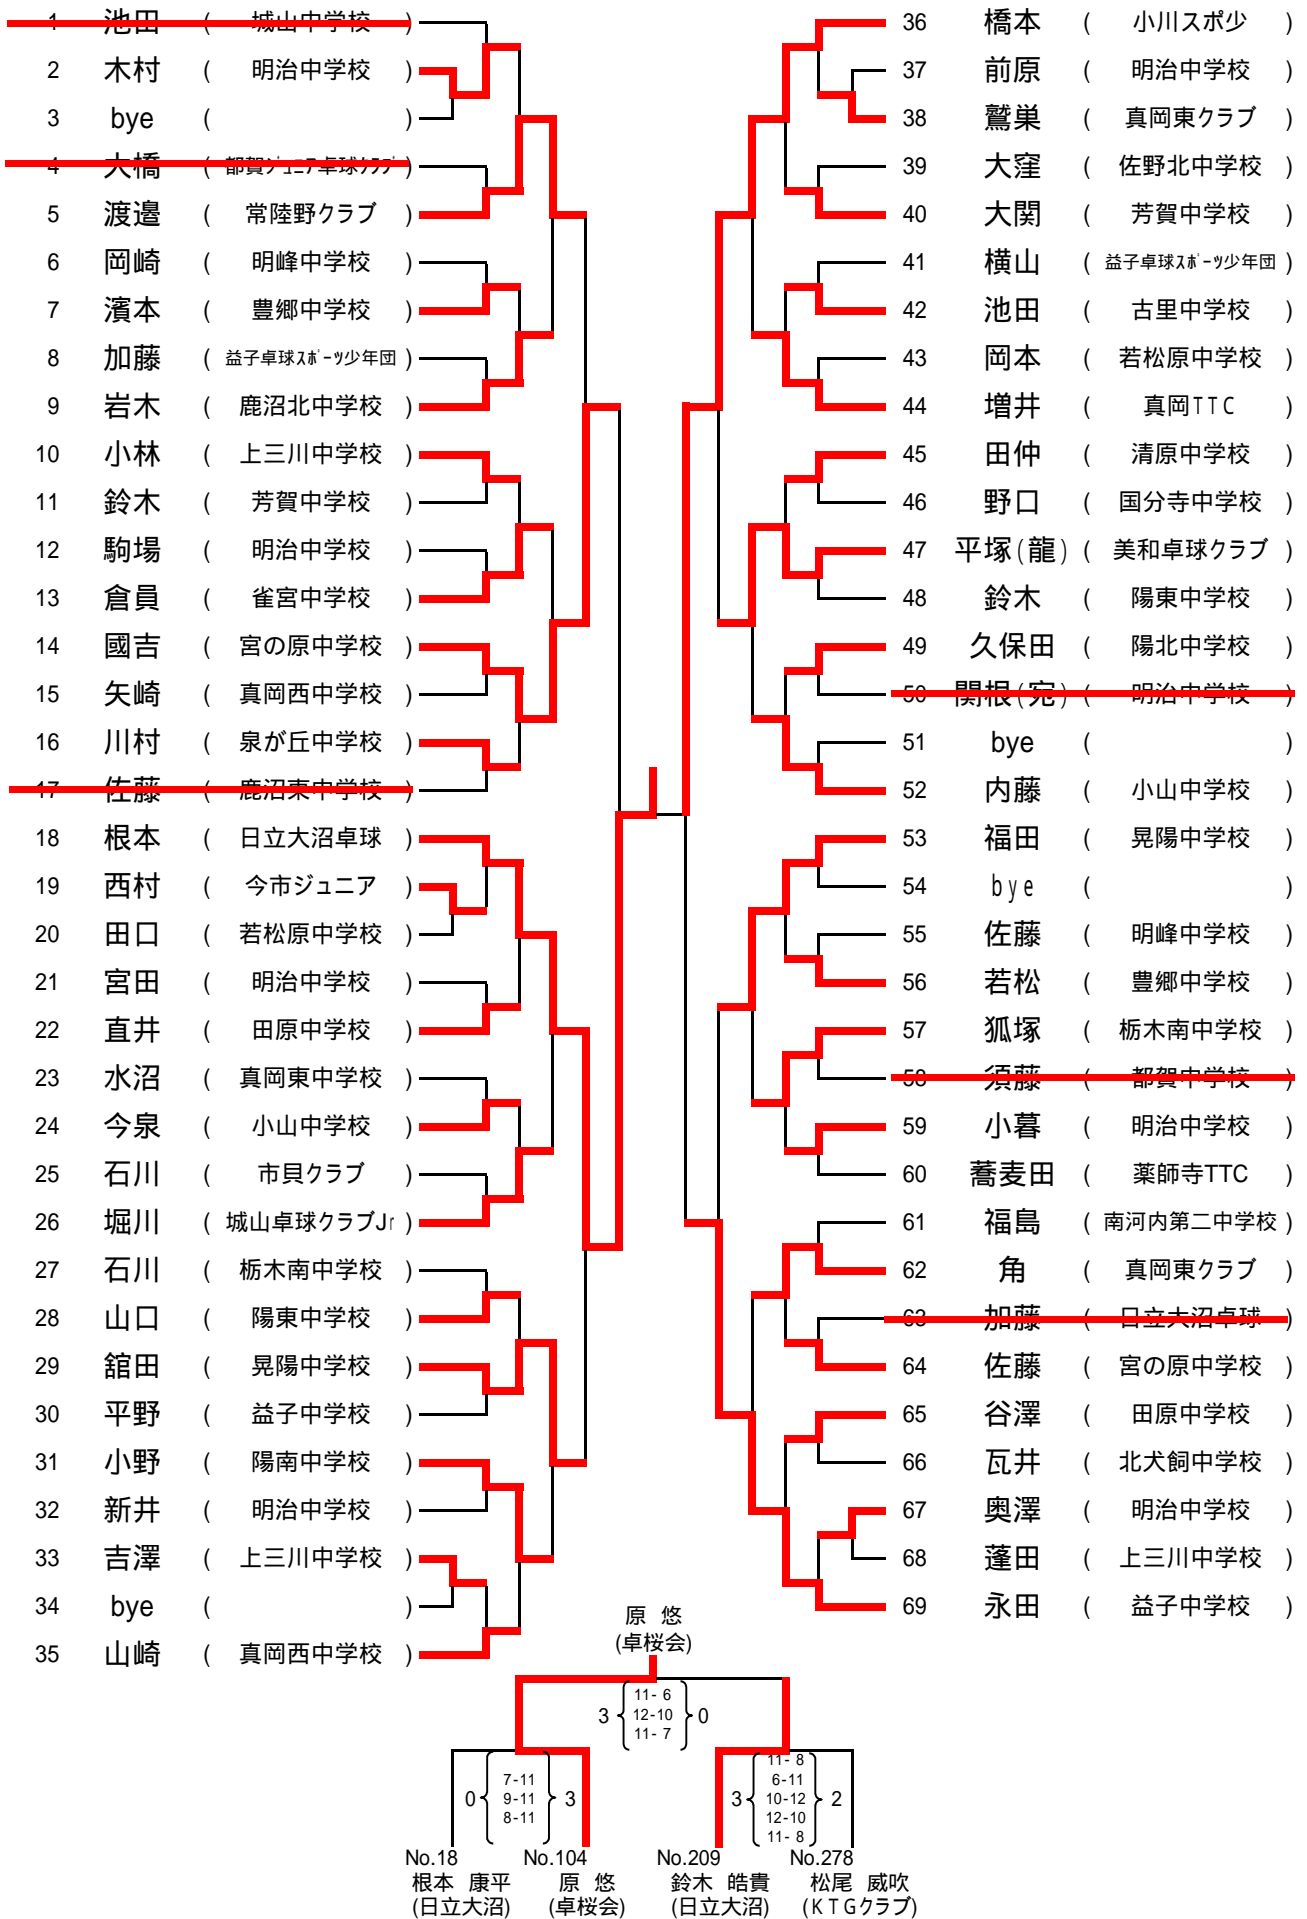 1 池田 ( 城山中学校 )
2 木村 ( 明治中学校 )
3 bye ( )
4 大橋 ( 都賀ジュニア卓球クラブ )
5 渡邉 ( 常陸野クラブ )
6 岡崎 ( 明峰中学校 )
7 濱本 ( 豊郷中学校 )
8 加藤 ( 益子卓球スポーツ少年団 )
9 岩木 ( 鹿沼北中学校 )
10 小林 ( 上三川中学校 )
11 鈴木 ( 芳賀中学校 )
12 駒場 ( 明治中学校 )
13 倉員 ( 雀宮中学校 )
14 國吉 ( 宮の原中学校 )
15 矢崎 ( 真岡西中学校 )
16 川村 ( 泉が丘中学校 )
17 佐藤 ( 鹿沼東中学校 )
18 根本 ( 日立大沼卓球 )
19 西村 ( 今市ジュニア )
20 田口 ( 若松原中学校 )
21 宮田 ( 明治中学校 )
22 直井 ( 田原中学校 )
23 水沼 ( 真岡東中学校 )
24 今泉 ( 小山中学校 )
25 石川 ( 市貝クラブ )
26 堀川 ( 城山卓球クラブJr )
27 石川 ( 栃木南中学校 )
28 山口 ( 陽東中学校 )
29 舘田 ( 晃陽中学校 )
30 平野 ( 益子中学校 )
31 小野 ( 陽南中学校 )
32 新井 ( 明治中学校 )
33 吉澤 ( 上三川中学校 )
34 bye ( )
35 山崎 ( 真岡西中学校 )
36 橋本 ( 小川スポ少 )
37 前原 ( 明治中学校 )
38 鷲巣 ( 真岡東クラブ )
39 大窪 ( 佐野北中学校 )
40 大関 ( 芳賀中学校 )
41 横山 ( 益子卓球スポーツ少年団 )
42 池田 ( 古里中学校 )
43 岡本 ( 若松原中学校 )
44 増井 ( 真岡TTC )
45 田仲 ( 清原中学校 )
46 野口 ( 国分寺中学校 )
47 平塚(龍) ( 美和卓球クラブ )
48 鈴木 ( 陽東中学校 )
49 久保田 ( 陽北中学校 )
50 関根(宛) ( 明治中学校 )
51 bye ( )
52 内藤 ( 小山中学校 )
53 福田 ( 晃陽中学校 )
54 bye ( )
55 佐藤 ( 明峰中学校 )
56 若松 ( 豊郷中学校 )
57 狐塚 ( 栃木南中学校 )
58 須藤 ( 都賀中学校 )
59 小暮 ( 明治中学校 )
60 蕎麦田 ( 薬師寺TTC )
61 福島 ( 南河内第二中学校 )
62 角 ( 真岡東クラブ )
63 加藤 ( 日立大沼卓球 )
64 佐藤 ( 宮の原中学校 )
65 谷澤 ( 田原中学校 )
66 瓦井 ( 北犬飼中学校 )
67 奥澤 ( 明治中学校 )
68 蓬田 ( 上三川中学校 )
69 永田 ( 益子中学校 )
原 悠
(卓桜会)
11- 6
3 12-10 0
11- 7
7-11
0 9-11 3
8-11
11- 8
6-11
3 10-12 2
12-10
11- 8
No.18 No.104 No.209 No.278
根本 康平 原 悠 鈴木 皓貴 松尾 威吹
(日立大沼) (卓桜会) (日立大沼) (KTGクラブ)